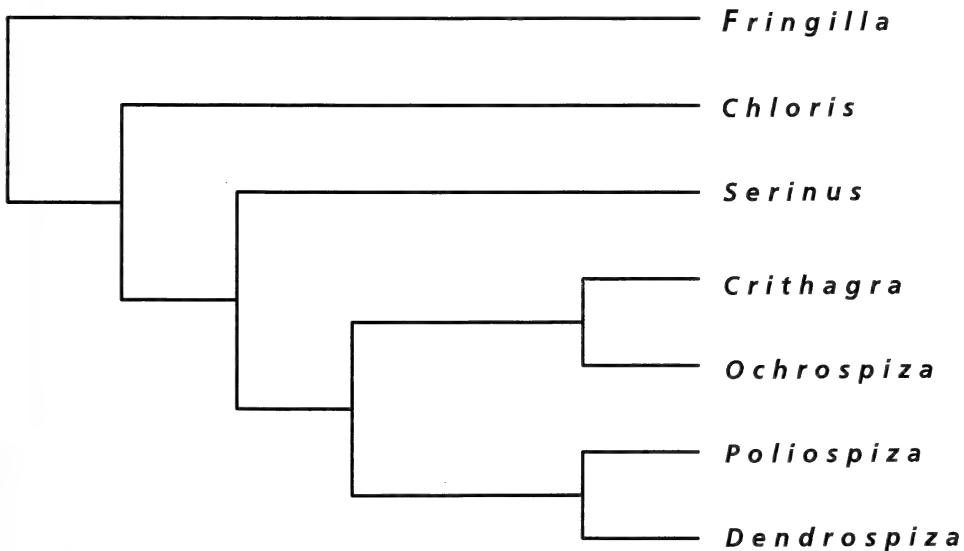 Fringilla
Chloris
Serinus
Crithagra
Ochrospiza
Poliospiza
Dendrospiza